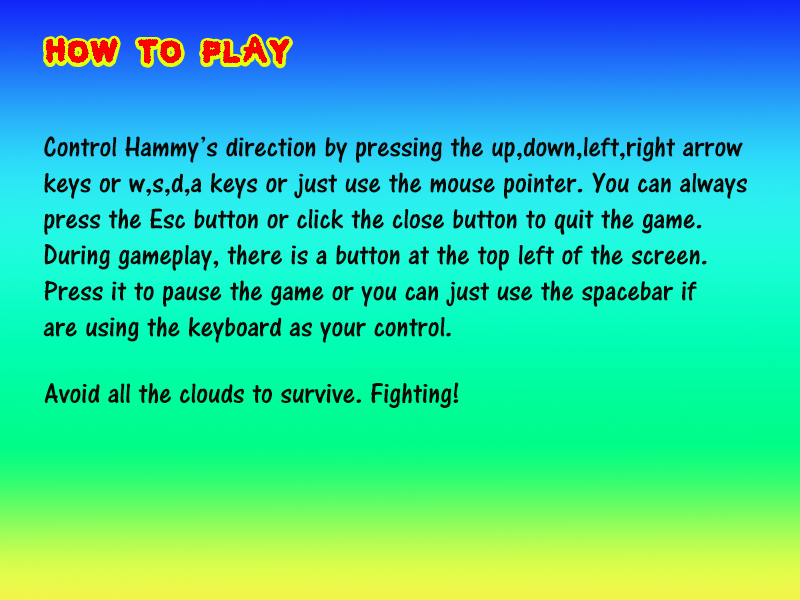 HOW TO PLAY
Control Hammy's direction by pressing the up,down,left,right arrow
keys or w,s,d,a keys or just use the mouse pointer. You can always
press the Esc button or click the close button to quit the game.
During gameplay, there is a button at the top left of the screen.
Press it to pause the game or you can just use the spacebar if
are using the keyboard as your control.
Avoid all the clouds to survive. Fighting!